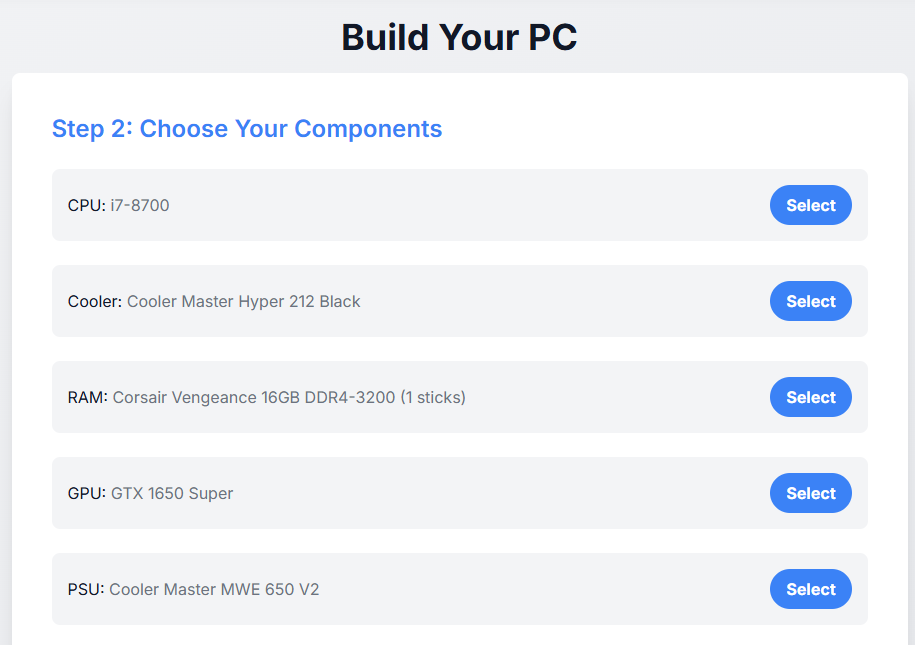 Build Your PC
Step 2: Choose Your Components
CPU: i7-8700
Select
Cooler: Cooler Master Hyper 212 Black
Select
RAM: Corsair Vengeance 16GB DDR4-3200 (1 sticks)
Select
GPU: GTX 1650 Super
Select
PSU: Cooler Master MWE 650 V2
Select